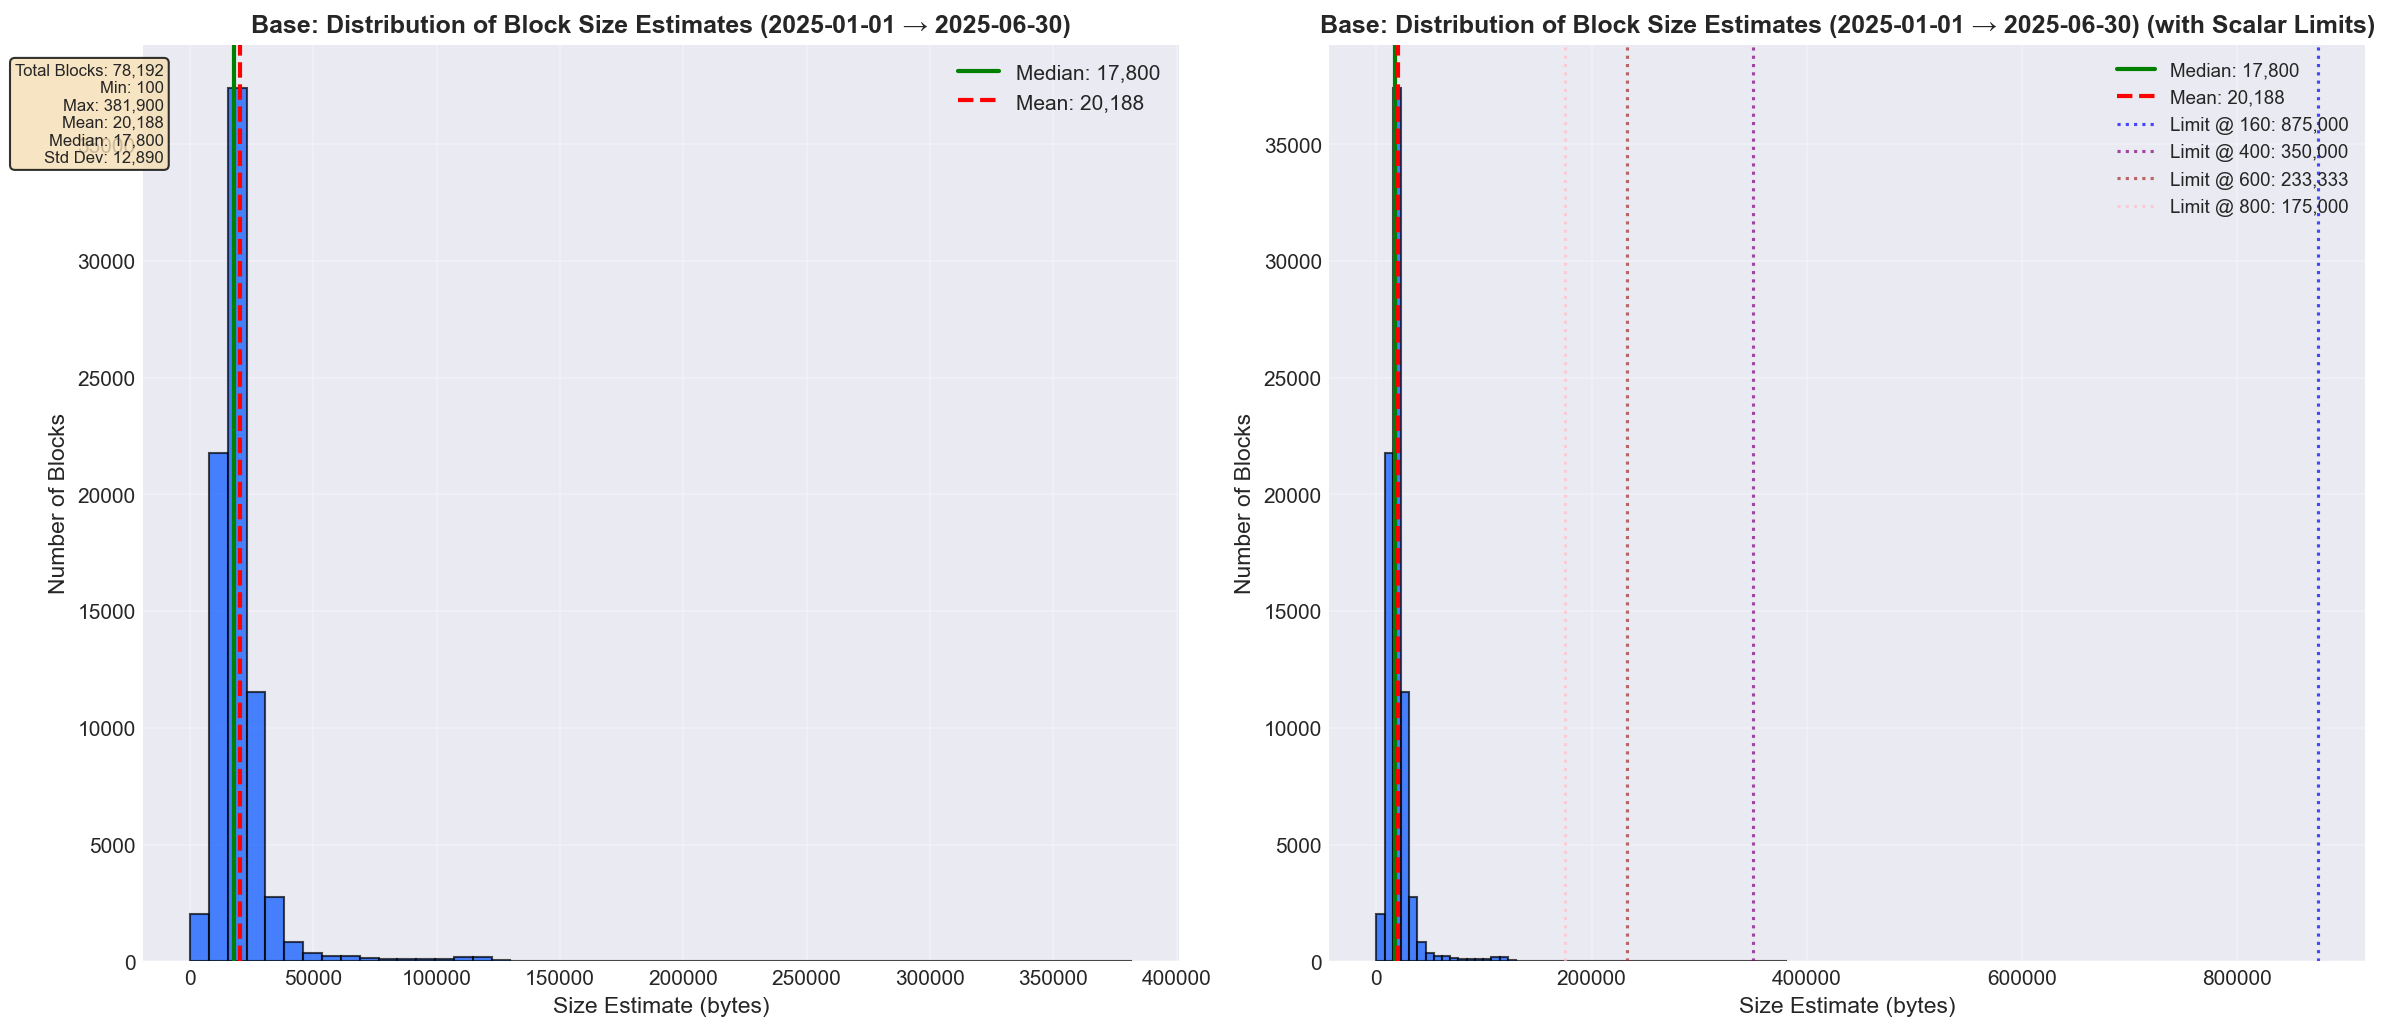 Base: Distribution of Block Size Estimates (2025-01-01 → 2025-06-30)
Total Blocks: 78,192
Min: 100
Max: 381,900
Mean: 20,188
Median: 17,800
Std Dev: 12,890
Median: 17,800
Mean: 20,188
Number of Blocks
35000
30000
25000
20000
15000
10000
5000
0
0 50000 100000 150000 200000 250000 300000 350000 400000
Size Estimate (bytes)
Base: Distribution of Block Size Estimates (2025-01-01 → 2025-06-30) (with Scalar Limits)
Median: 17,800
Mean: 20,188
Limit @ 160: 875,000
Limit @ 400: 350,000
Limit @ 600: 233,333
Limit @ 800: 175,000
Number of Blocks
35000
30000
25000
20000
15000
10000
5000
0
0 200000 400000 600000 800000
Size Estimate (bytes)